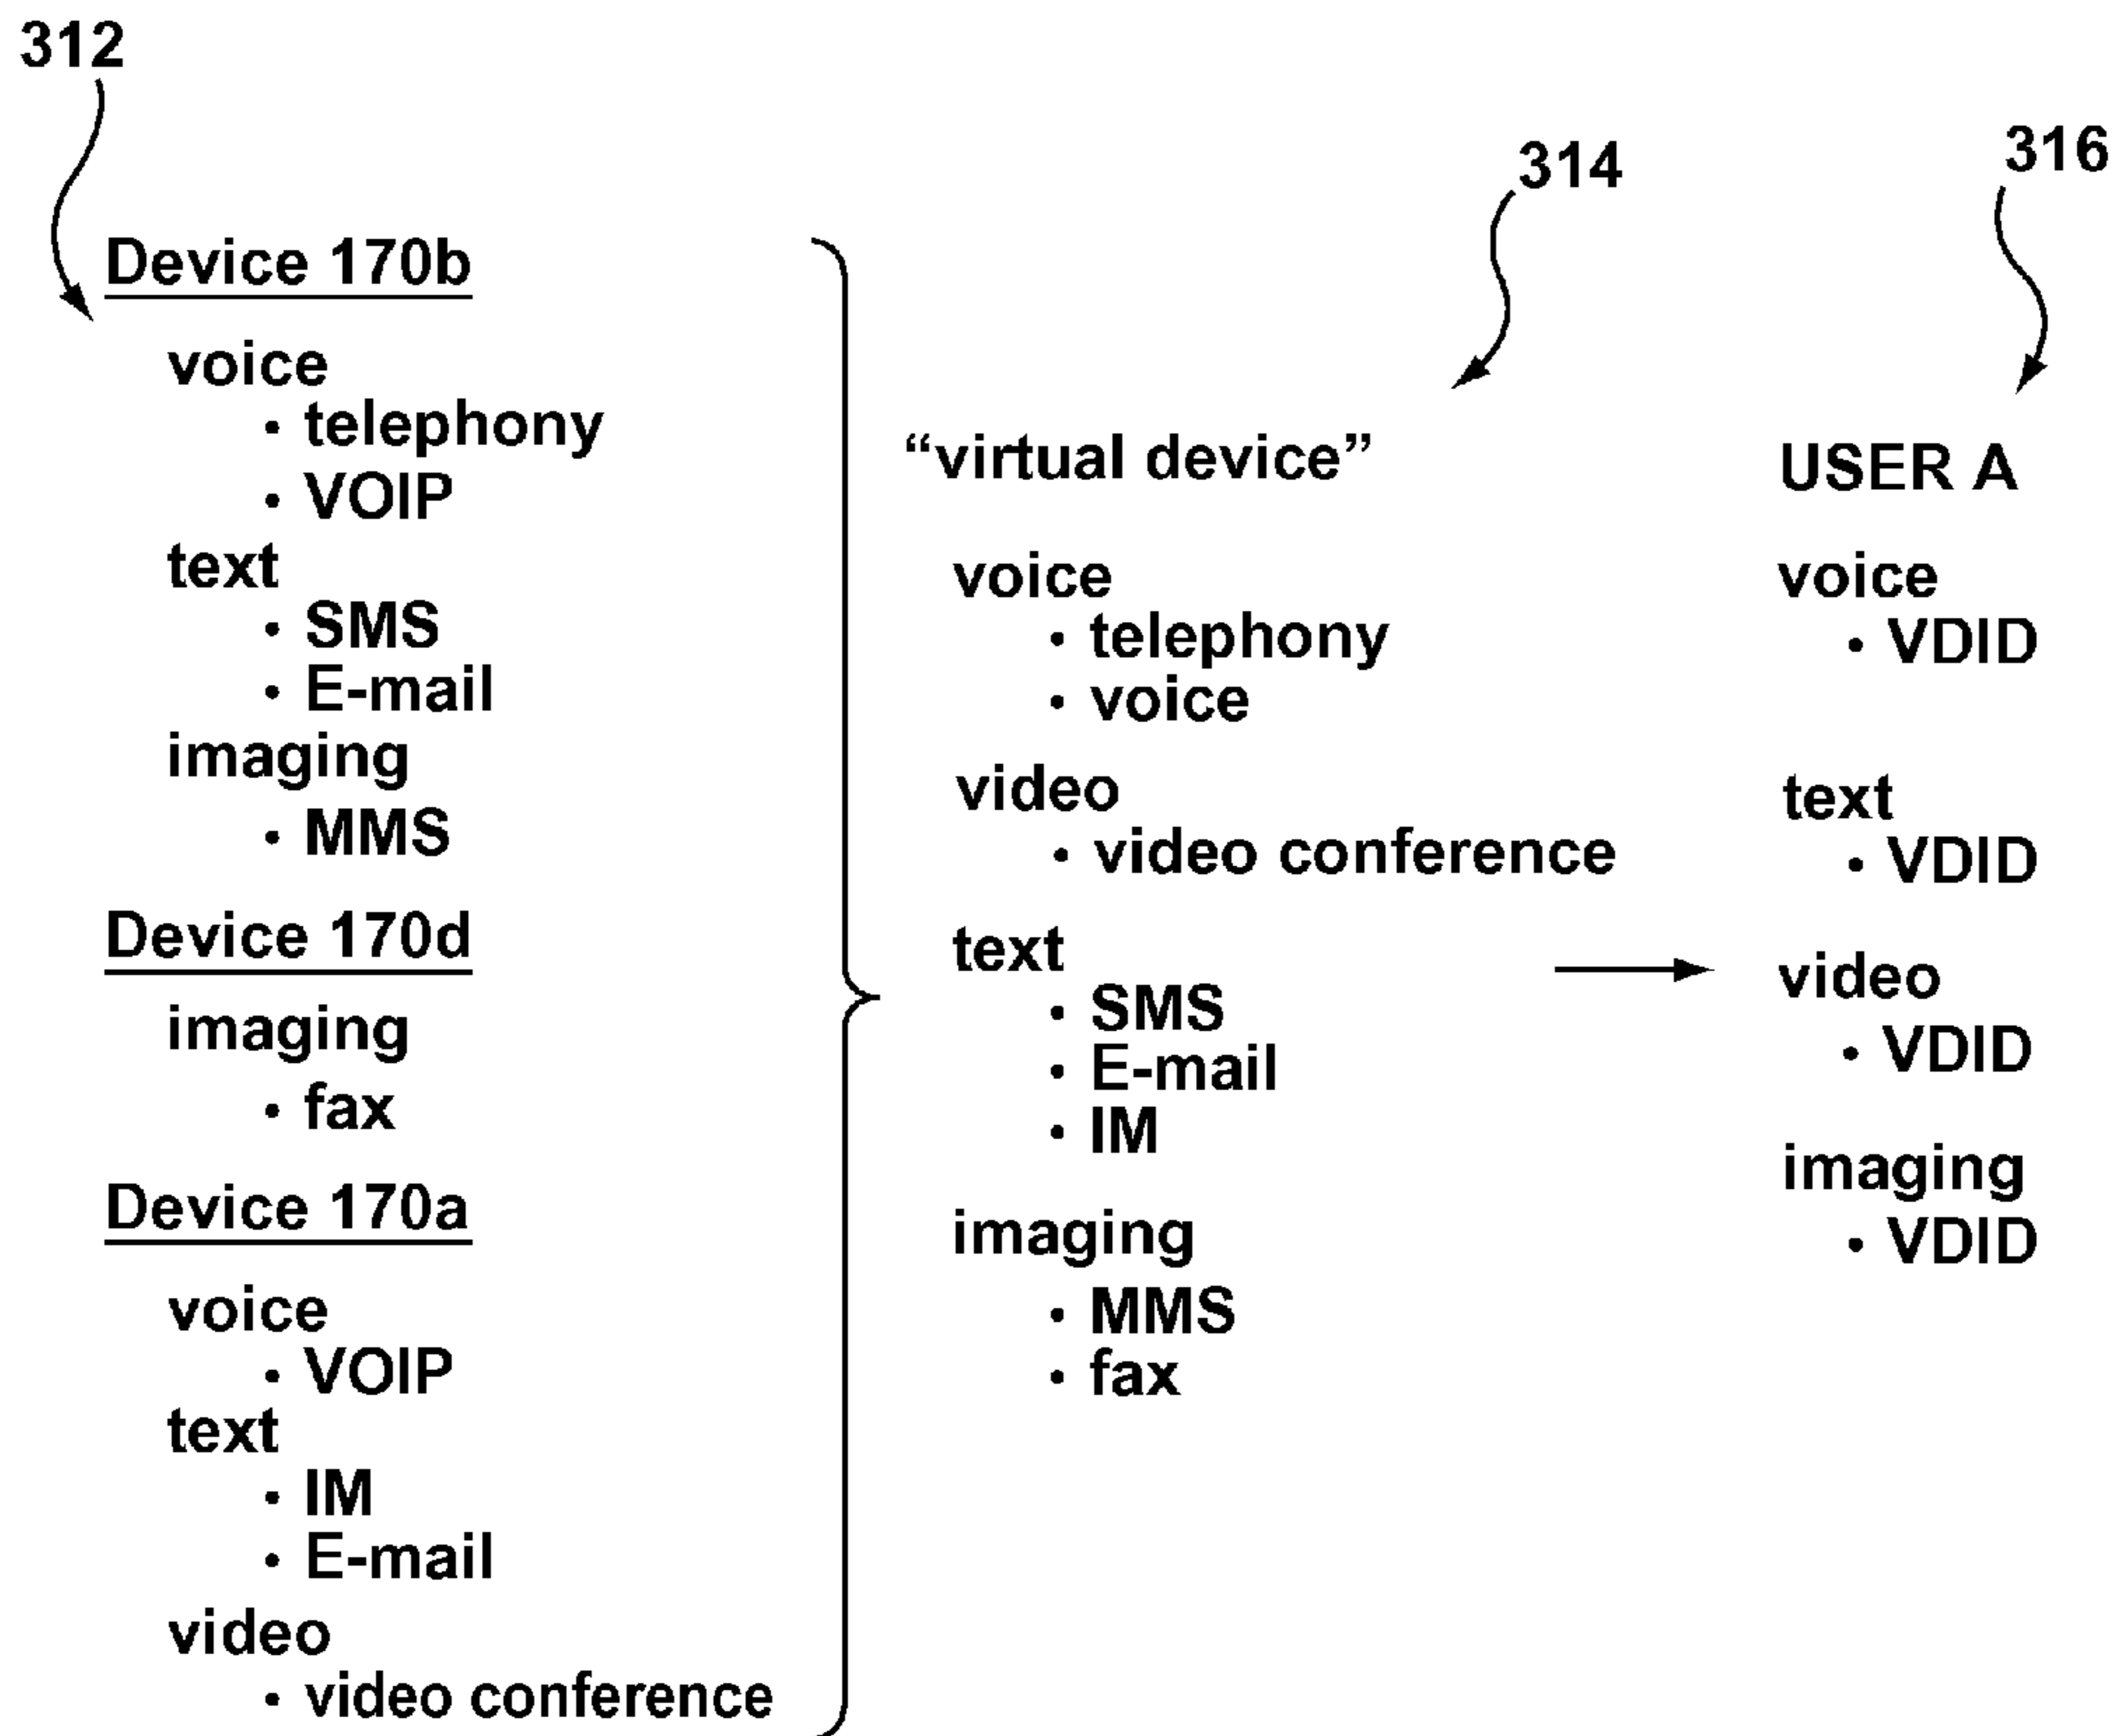 312
Device 170b
voice
• telephony
• VOIP
text
• SMS
• E-mail
imaging
• MMS
Device 170d
imaging
• fax
Device 170a
voice
• VOIP
text
• IM
• E-mail
video
• video conference
314
“virtual device”
voice
• telephony
• voice
video
• video conference
text
• SMS
• E-mail
• IM
imaging
• MMS
• fax
316
USER A
voice
• VDID
text
• VDID
video
• VDID
imaging
• VDID